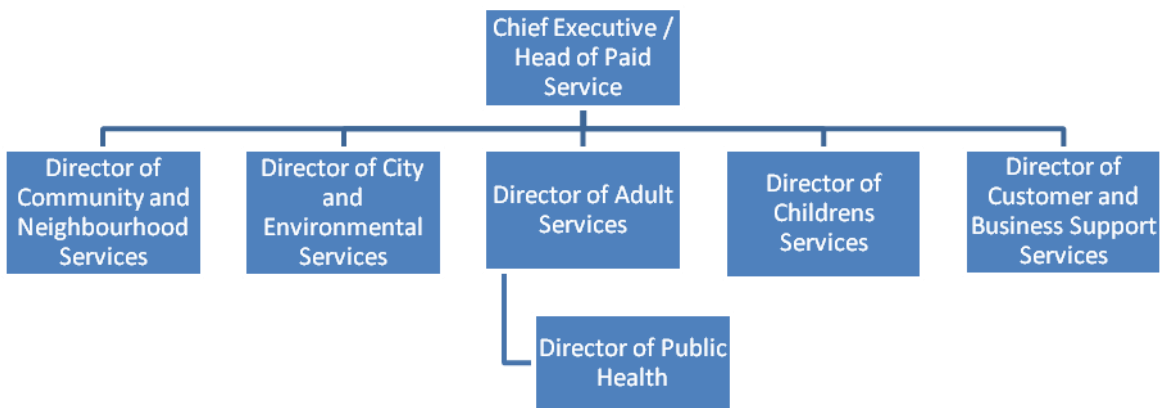 Chief Executive /
Head of Paid
Service
Director of
Community and
Neighbourhood
Services
Director of City
and
Environmental
Services
Director of Adult
Services
Director of
Childrens
Services
Director of
Customer and
Business Support
Services
Director of Public
Health